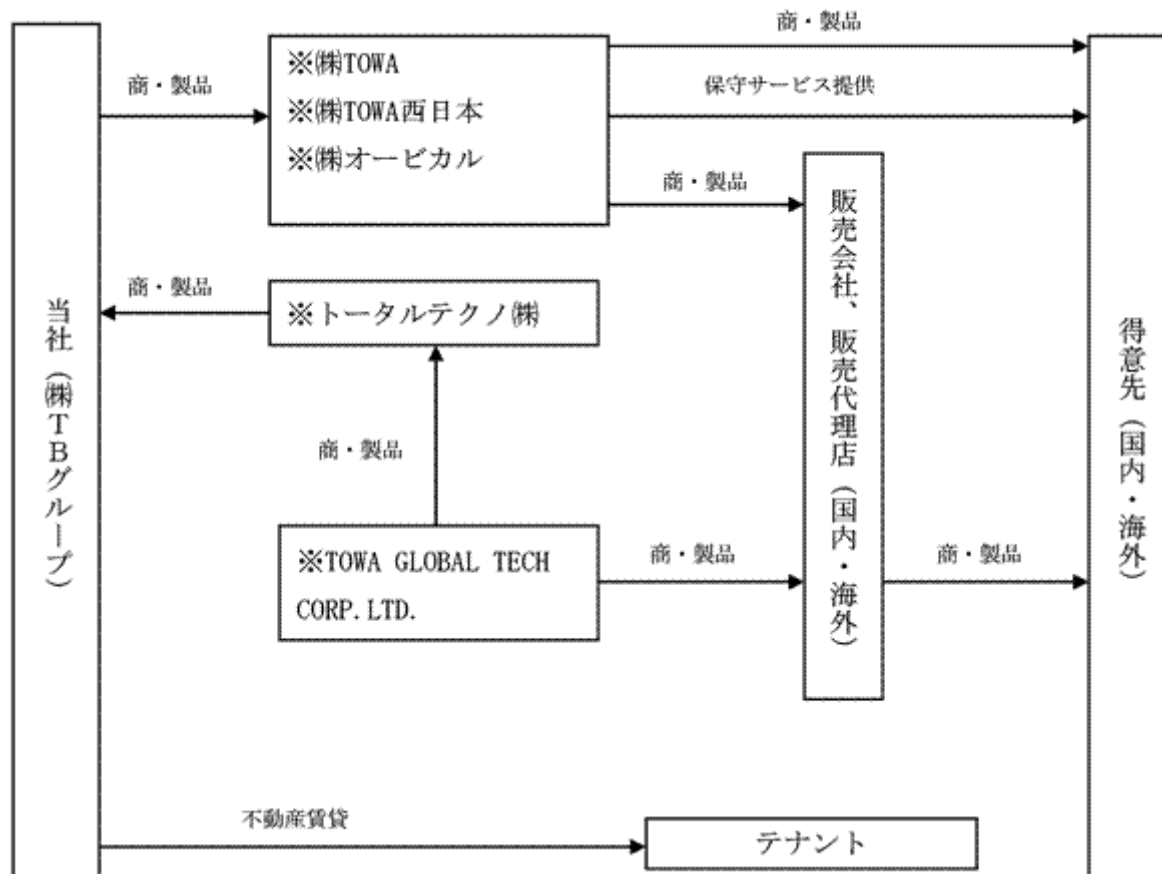 商・製品
※㈱TOWA
※㈱TOWA西日本
※㈱オービカル
商・製品
保守サービス提供
商・製品
商・製品
※トータルテクノ㈱
当社（㈱TBグループ）
販売会社、販売代理店（国内・海外）
得意先（国内・海外）
商・製品
※TOWA GLOBAL TECH
CORP.LTD.
商・製品
商・製品
不動産賃貸
テナント